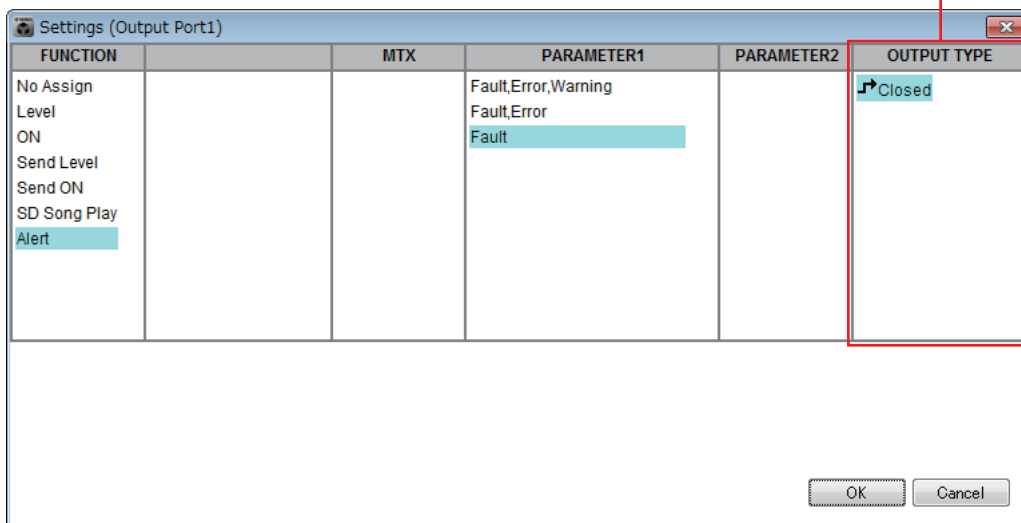 Settings (Output Port1)
FUNCTION MTX PARAMETER1 PARAMETER2 OUTPUT TYPE
No Assign
Level
ON
Send Level
Send ON
SD Song Play
Alert
Fault,Error,Warning
Fault,Error
Fault
Closed
OK Cancel